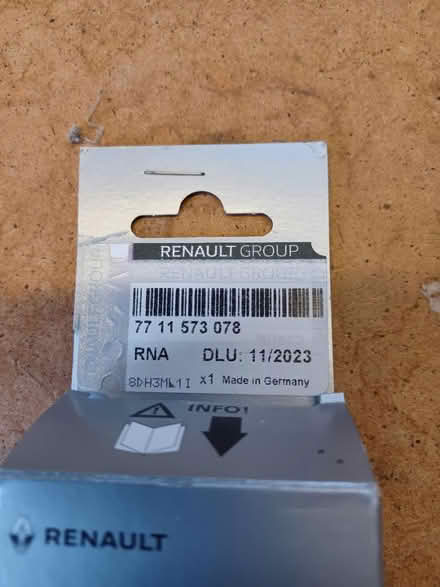 RENAULT GROUP
77 11 573 078
RNA DLU: 11/2023
x1 Made in Germany
INFO!
RENAULT